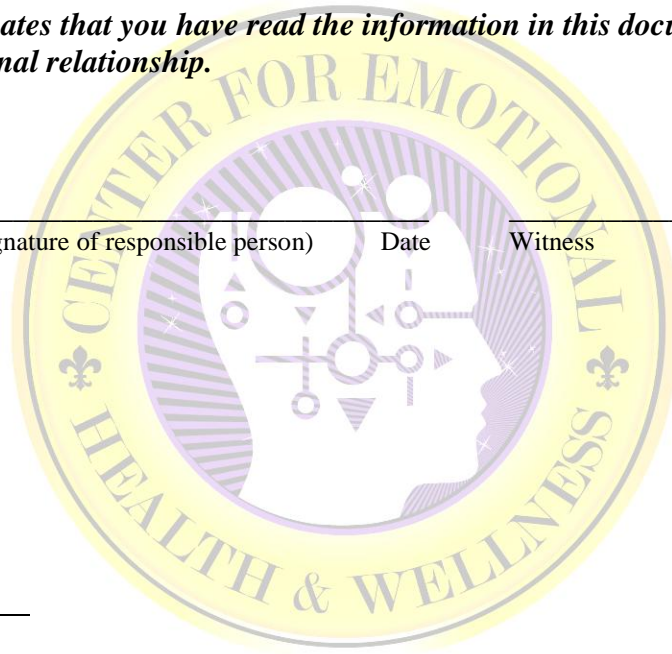 ates that you have read the information in this docu
nal relationship.
CENTER FOR EMOTIONAL
gnature of responsible person) Date Witness
HEALTH & WELLNESS